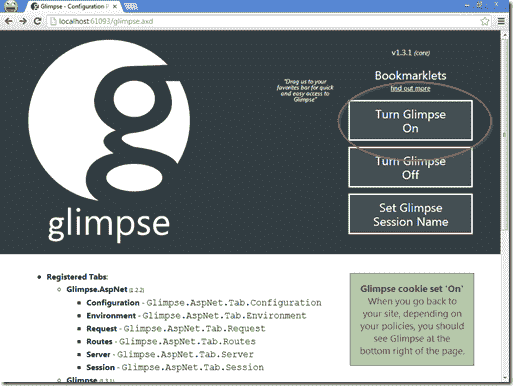 Glimpse - Configuration P
localhost:61093/glimpse.axd
v1.3.1 (core)
Bookmarklets
find out more
"Drag us to your
favorites bar for quick
and easy access to
Glimpse"
Turn Glimpse
On
Turn Glimpse
Off
Set Glimpse
Session Name
g
glimpse
Registered Tabs:
Glimpse.AspNet (1.2.2)
Configuration - Glimpse.AspNet.Tab.Configuration
Environment - Glimpse.AspNet.Tab.Environment
Request - Glimpse.AspNet.Tab.Request
Routes - Glimpse.AspNet.Tab.Routes
Server - Glimpse.AspNet.Tab.Server
Session - Glimpse.AspNet.Tab.Session
Glimpse (1.3.1)
Glimpse cookie set 'On'
When you go back to
your site, depending on
your policies, you should
see Glimpse at the
bottom right of the page.